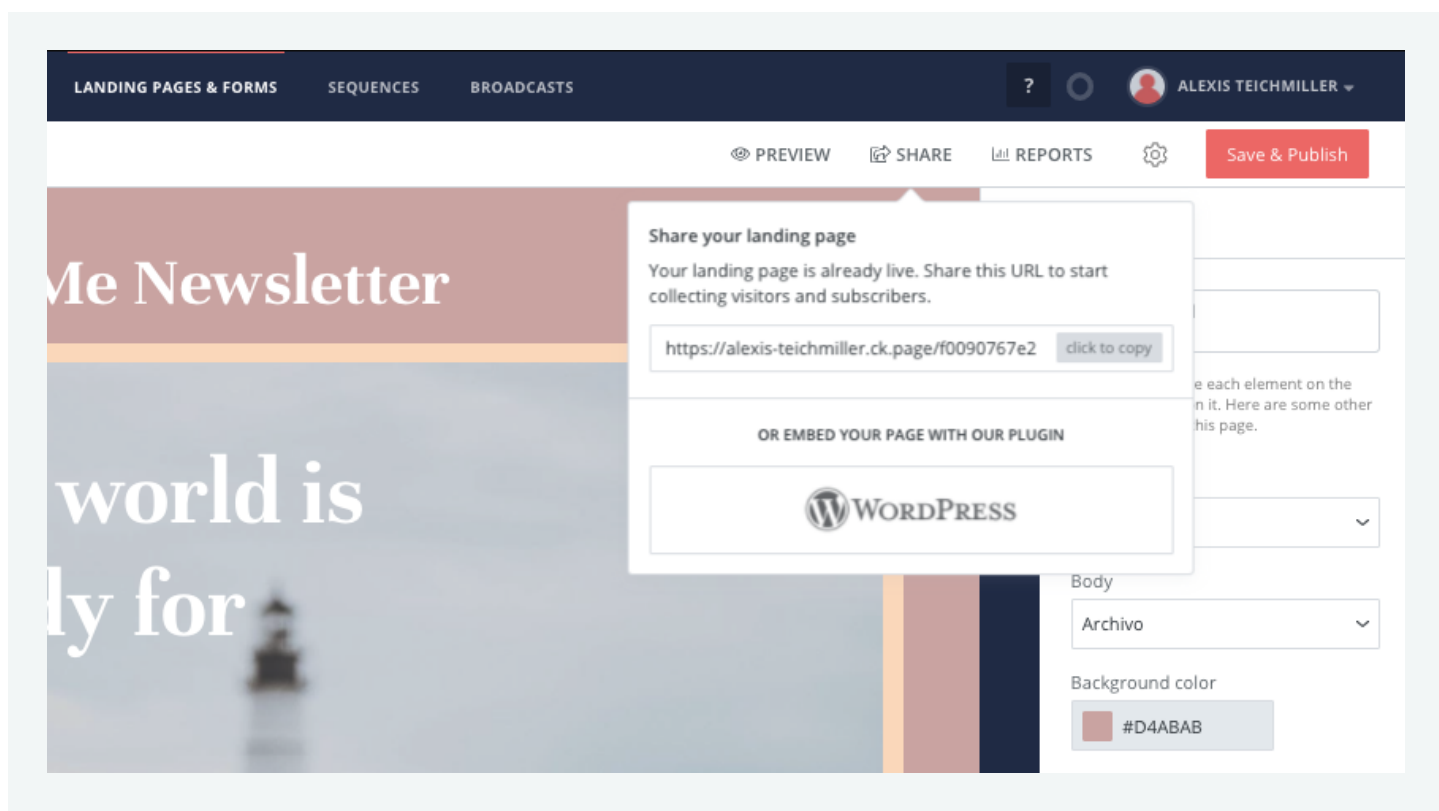 LANDING PAGES & FORMS SEQUENCES BROADCASTS ? ALEXIS TEICHMILLER
PREVIEW SHARE REPORTS Save & Publish
Me Newsletter
Share your landing page
Your landing page is already live. Share this URL to start
collecting visitors and subscribers.
https://alexis-teichmiller.ck.page/f0090767e2 click to copy
OR EMBED YOUR PAGE WITH OUR PLUGIN
WORDPRESS
each element on the
it. Here are some other
this page.
world is
for
Body
Archivo
Background color
#D4ABAB